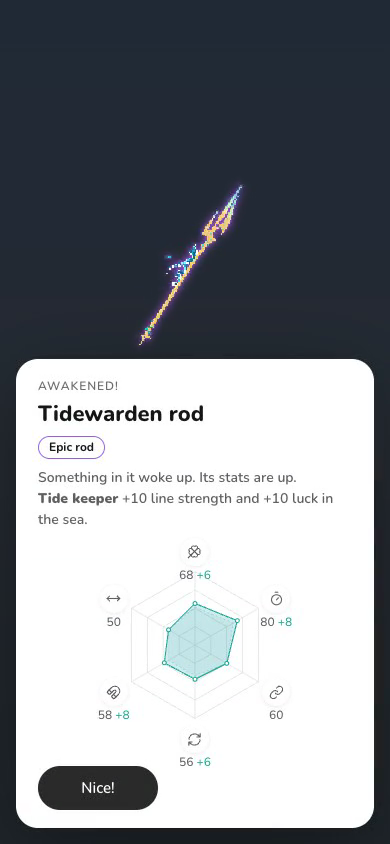 AWAKENED!
Tidewarden rod
Epic rod
Something in it woke up. Its stats are up.
Tide keeper +10 line strength and +10 luck in
the sea.
68 +6
50
80 +8
58 +8
60
56 +6
Nice!